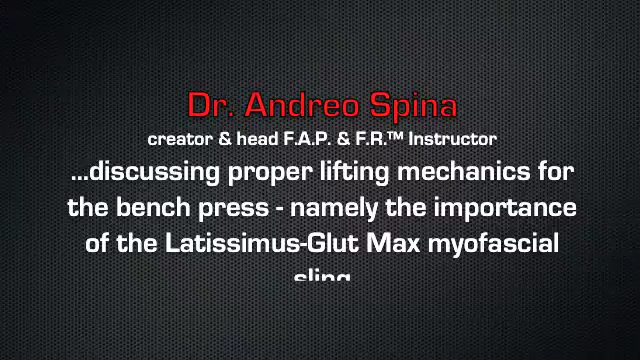 Dr. Andreo Spina
creator & head F.A.P. & F.R.™ Instructor
...discussing proper lifting mechanics for
the bench press - namely the importance
of the Latissimus-Glut Max myofascial
sling